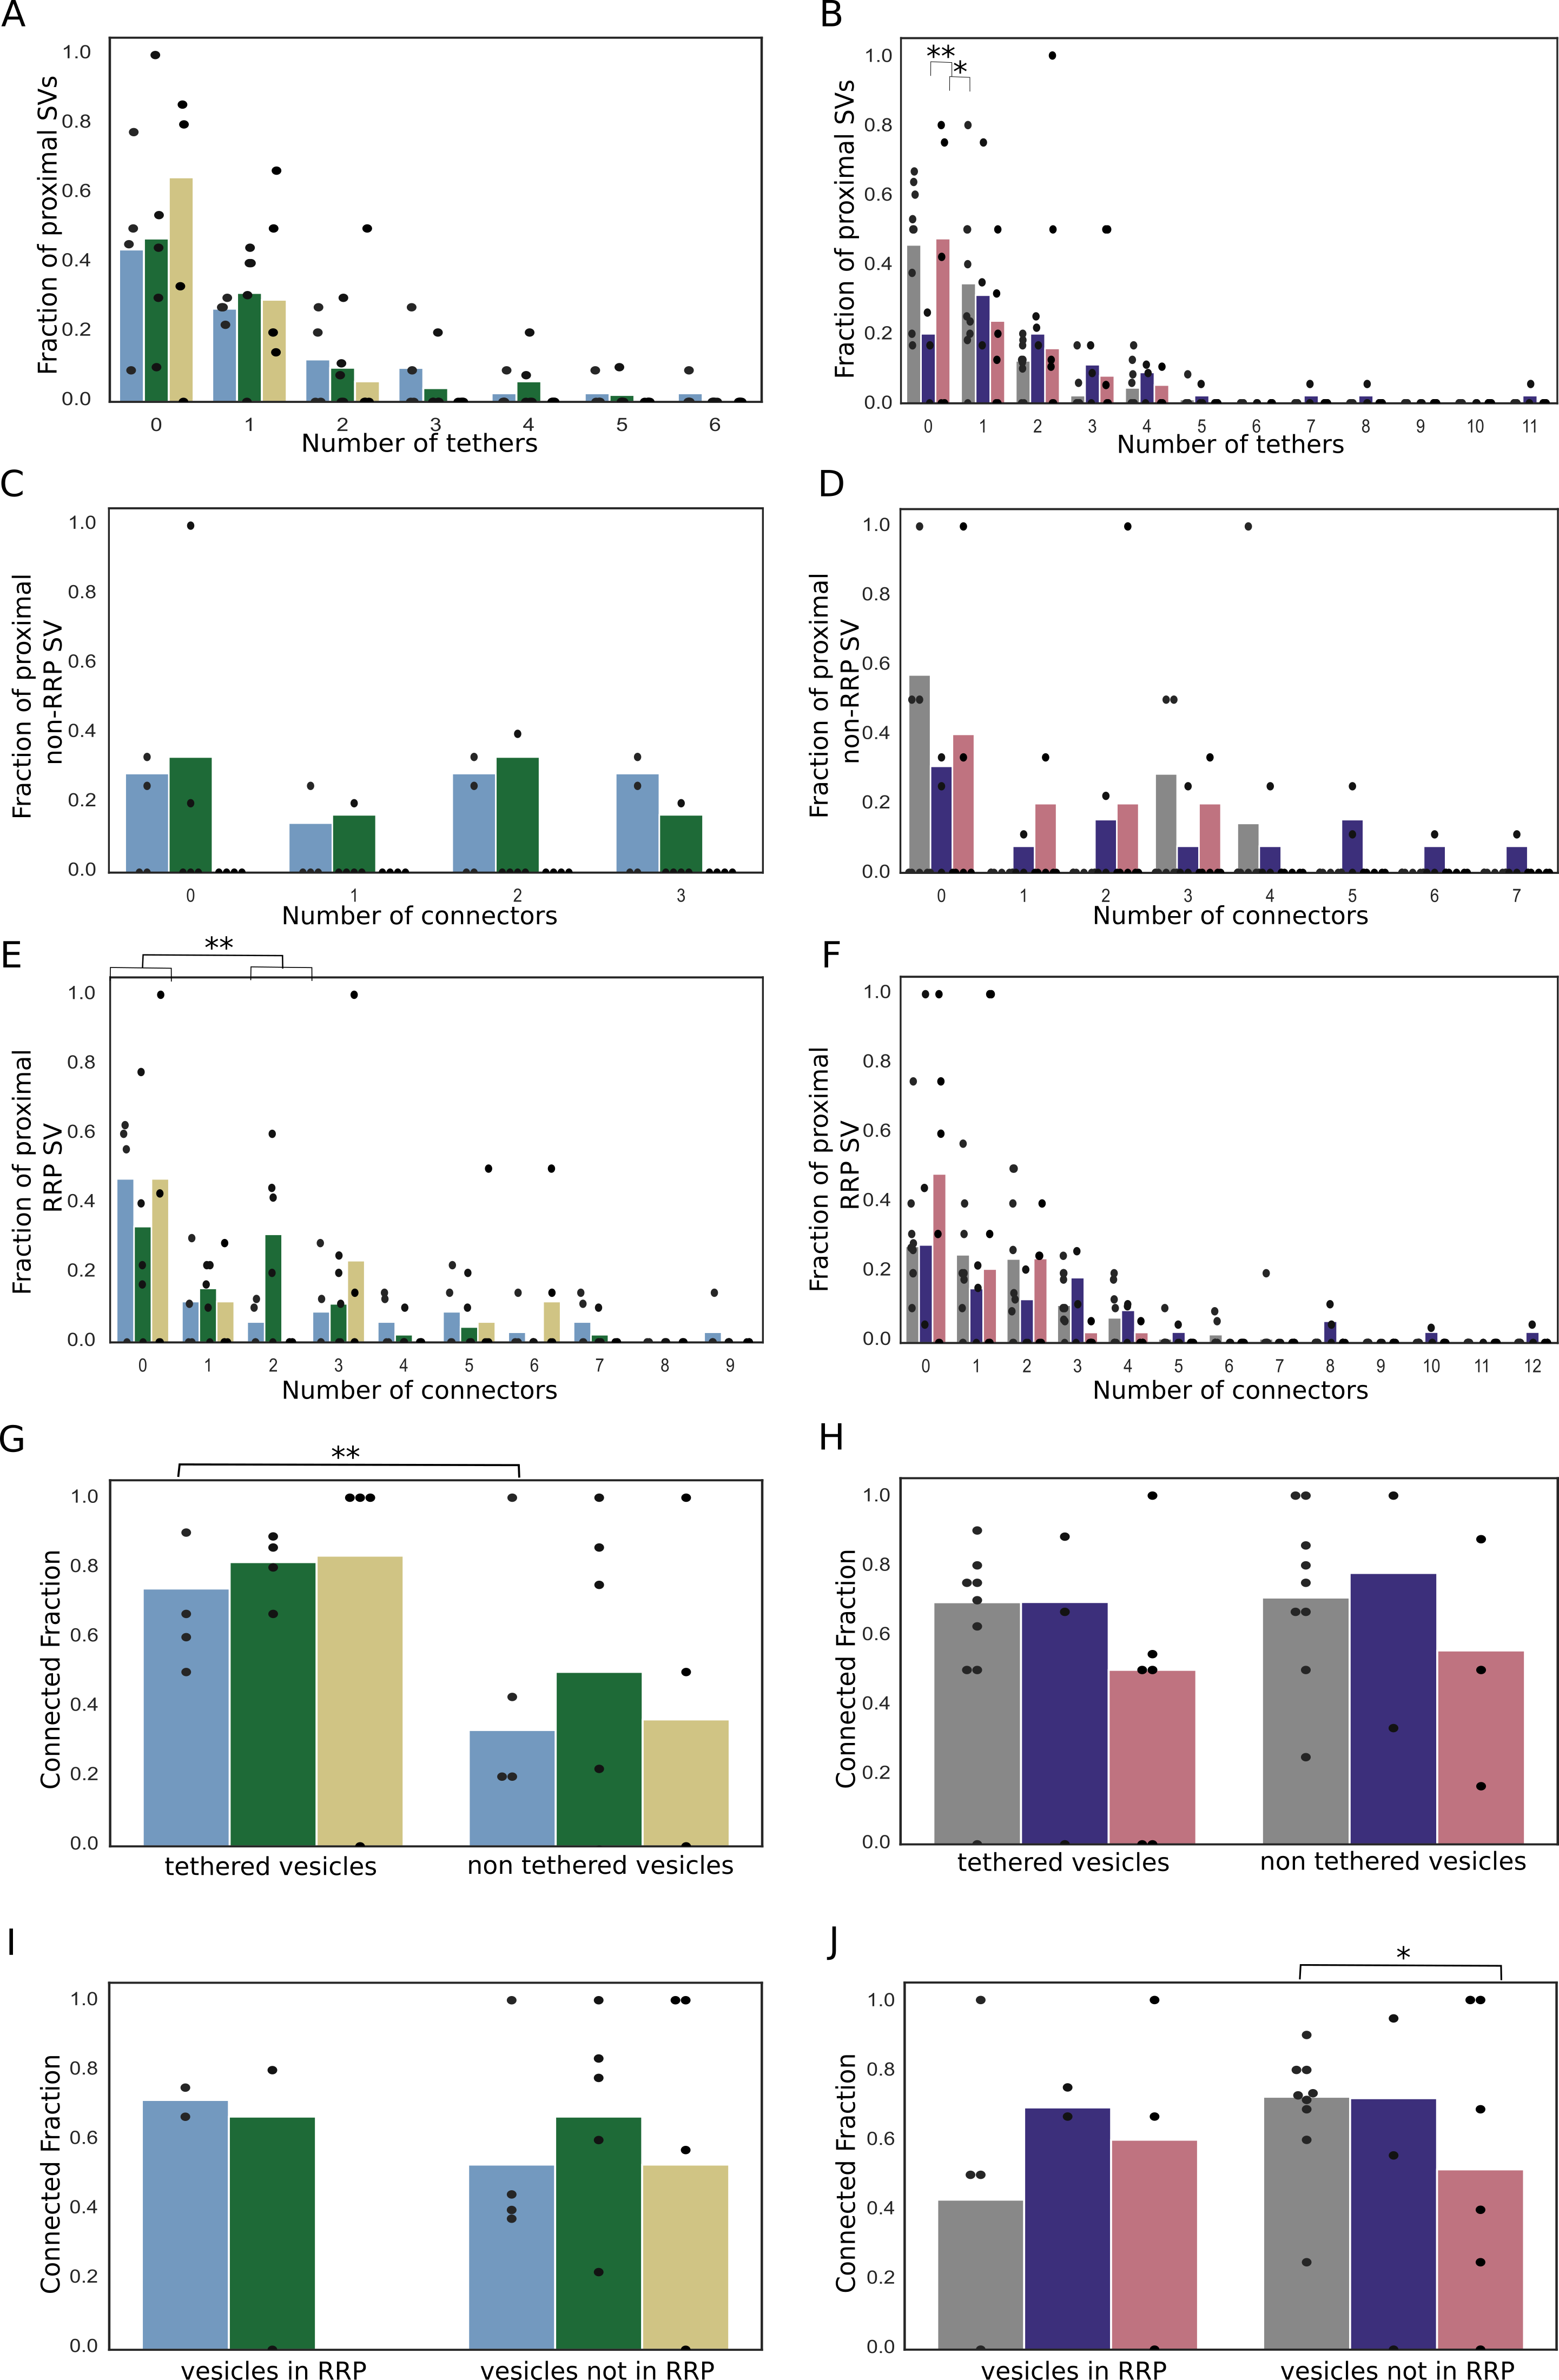 A
Fraction of proximal SVs
1.0
0.8
0.6
0.4
0.2
0.0
0 1 2 3 4 5 6
Number of tethers
B
Fraction of proximal SVs
1.0
0.8
0.6
0.4
0.2
0.0
**
*
0 1 2 3 4 5 6 7 8 9 10 11
Number of tethers
C
Fraction of proximal
non-RRP SV
1.0
0.8
0.6
0.4
0.2
0.0
0 1 2 3
Number of connectors
D
Fraction of proximal
non-RRP SV
1.0
0.8
0.6
0.4
0.2
0.0
0 1 2 3 4 5 6 7
Number of connectors
E
**
Fraction of proximal
RRP SV
1.0
0.8
0.6
0.4
0.2
0.0
0 1 2 3 4 5 6 7 8 9
Number of connectors
F
Fraction of proximal
RRP SV
1.0
0.8
0.6
0.4
0.2
0.0
0 1 2 3 4 5 6 7 8 9 10 11 12
Number of connectors
G
**
Connected Fraction
1.0
0.8
0.6
0.4
0.2
0.0
tethered vesicles non tethered vesicles
H
Connected Fraction
1.0
0.8
0.6
0.4
0.2
0.0
tethered vesicles non tethered vesicles
I
Connected Fraction
1.0
0.8
0.6
0.4
0.2
0.0
vesicles in RRP vesicles not in RRP
J
*
Connected Fraction
1.0
0.8
0.6
0.4
0.2
0.0
vesicles in RRP vesicles not in RRP